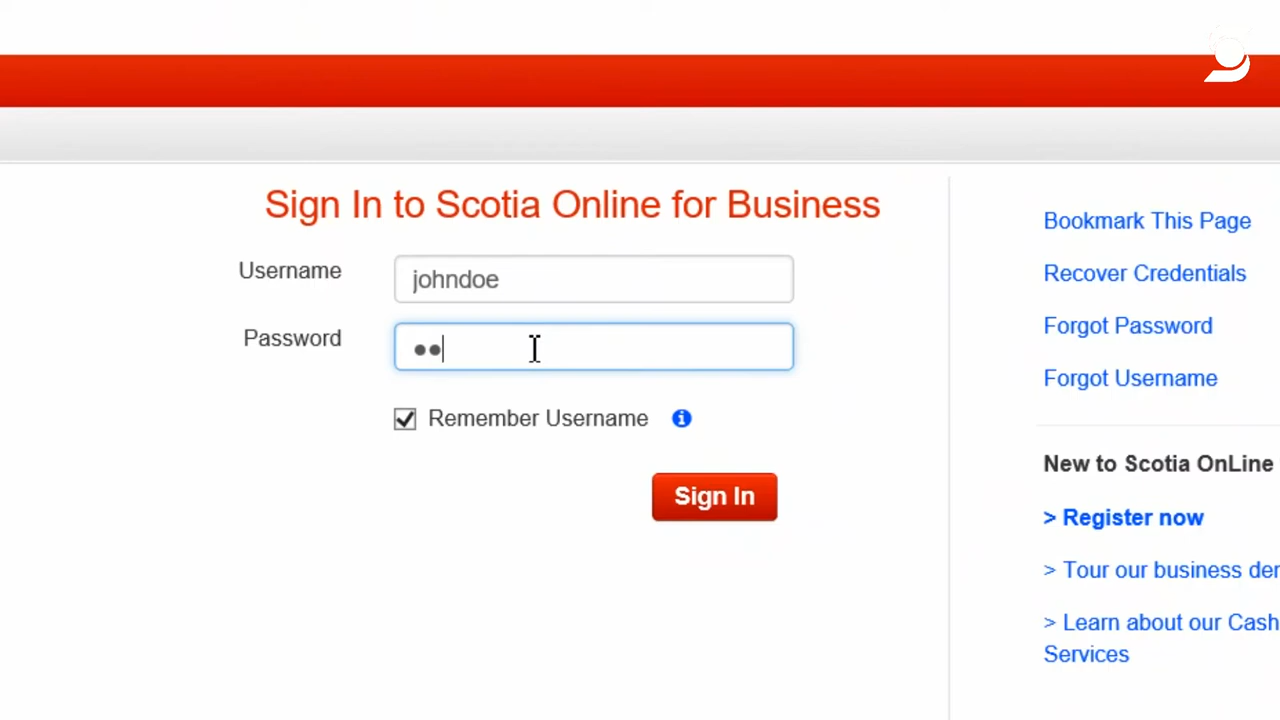 Sign In to Scotia Online for Business
Username
johndoe
Password
••
Remember Username
Sign In
Bookmark This Page
Recover Credentials
Forgot Password
Forgot Username
New to Scotia OnLine
> Register now
> Tour our business
> Learn about our Cash
Services